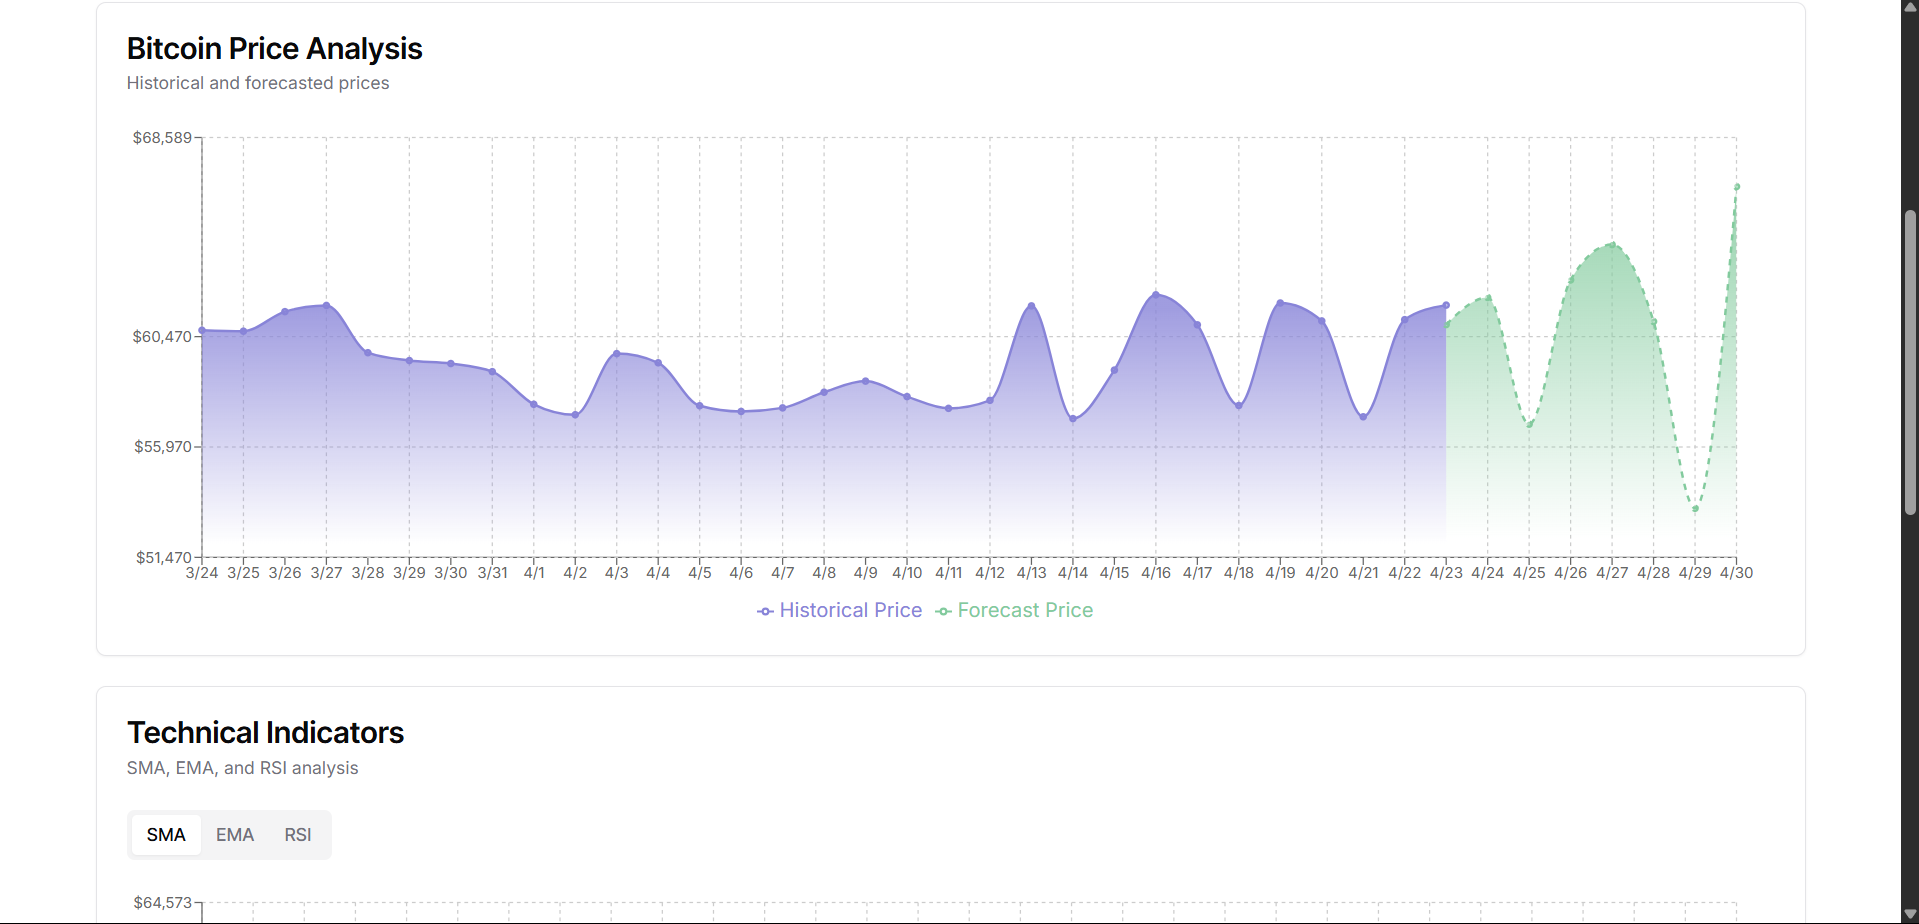 Bitcoin Price Analysis
Historical and forecasted prices
$68,589
$60,470
$55,970
$51,470
3/24 3/25 3/26 3/27 3/28 3/29 3/30 3/31 4/1 4/2 4/3 4/4 4/5 4/6 4/7 4/8 4/9 4/10 4/11 4/12 4/13 4/14 4/15 4/16 4/17 4/18 4/19 4/20 4/21 4/22 4/23 4/24 4/25 4/26 4/27 4/28 4/29 4/30
Historical Price Forecast Price
Technical Indicators
SMA, EMA, and RSI analysis
SMA EMA RSI
$64,573